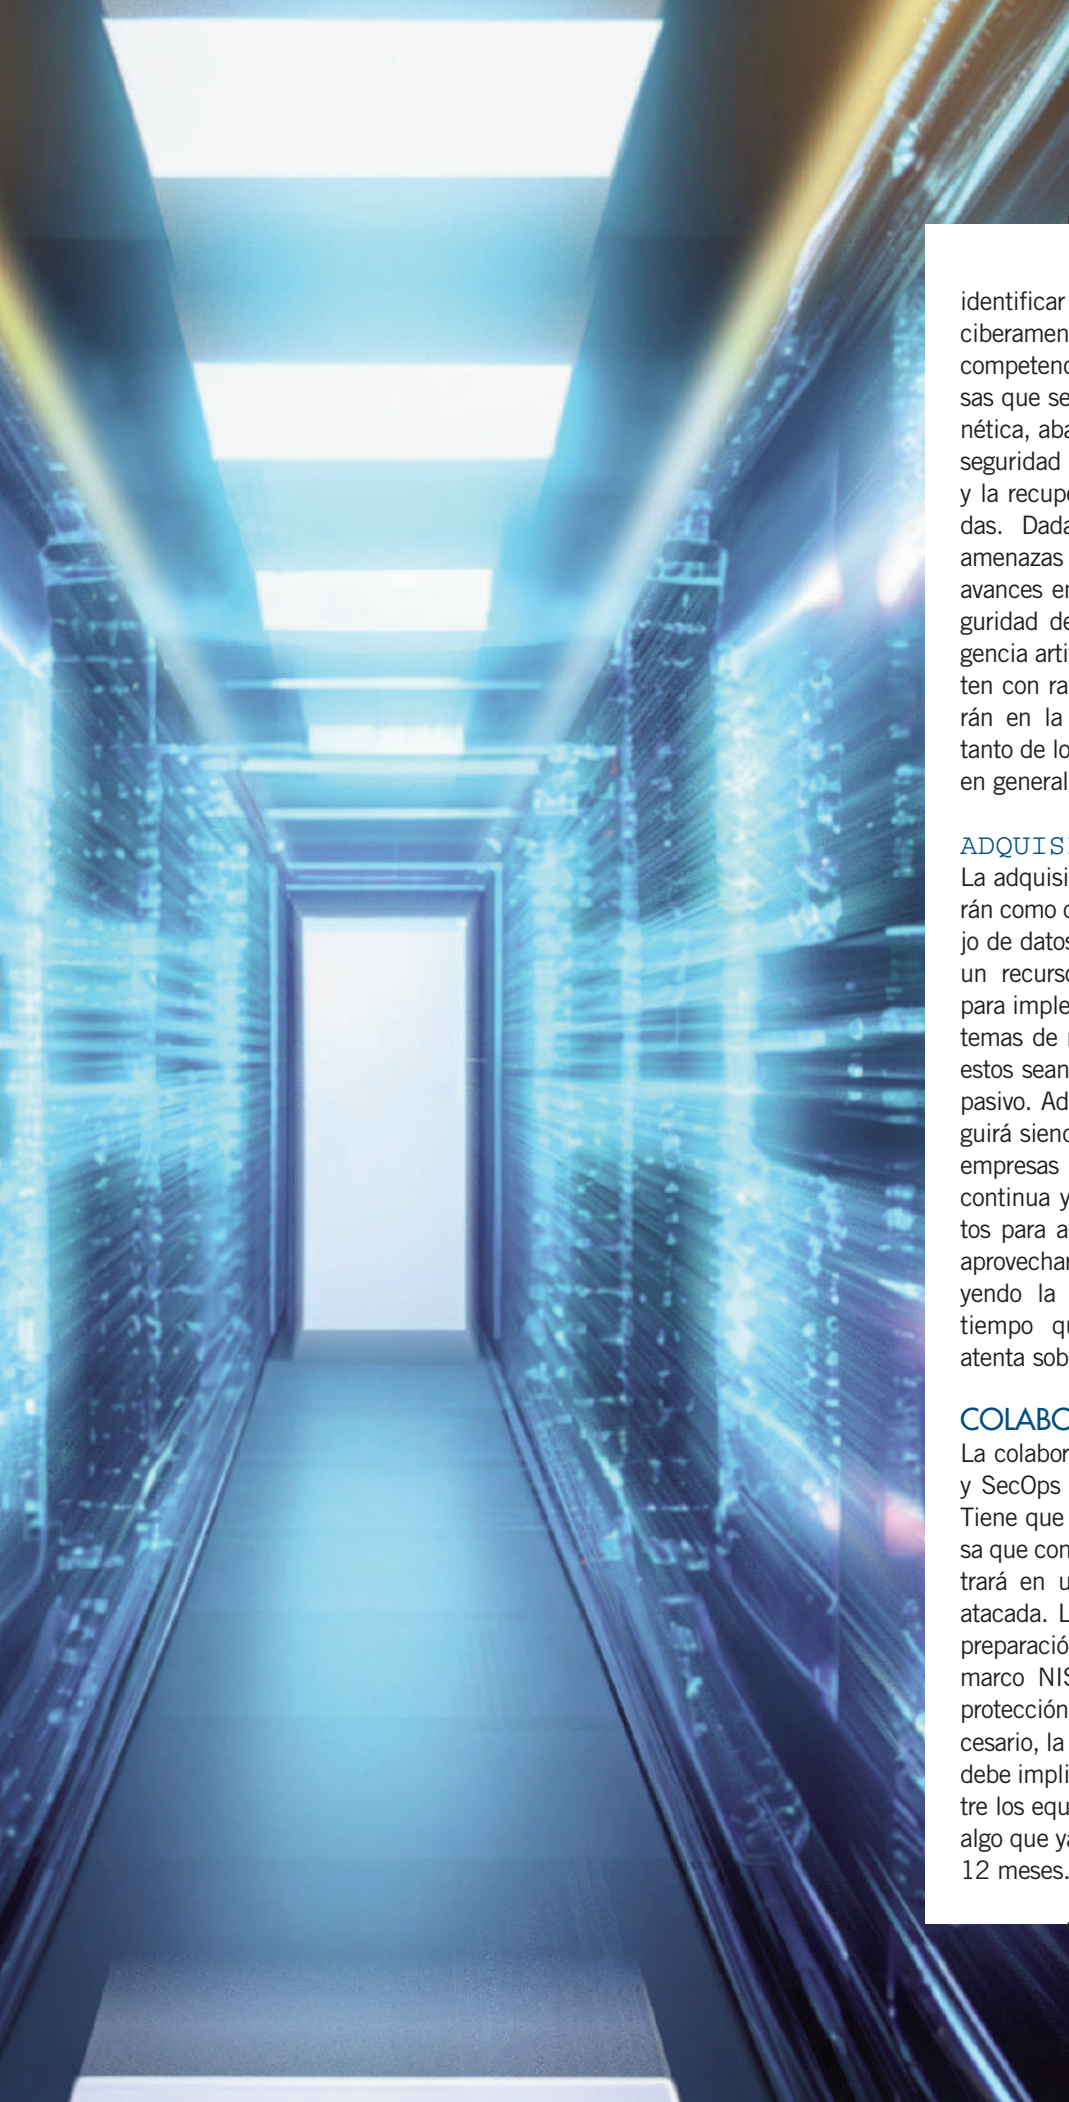 identificar
ciberamen
competenc
sas que se
nética, aba
seguridad
y la recupe
das. Dada
amenazas
avances en
guridad de
gencia arti
ten con ra
rán en la
tanto de lo
en general
ADQUIS
La adquisi
rán como
jo de datos
un recurso
para imple
temas de
estos sean
pasivo. Ad
guirá sienc
empresas
continua y
tos para a
aprovechar
yendo la
tiempo qu
atenta sob
COLABO
La colabor
y SecOps
Tiene que
sa que con
trará en u
atacada. L
preparació
marco NIS
protección
cesario, la
debe impli
tre los equ
algo que ya
12 meses.